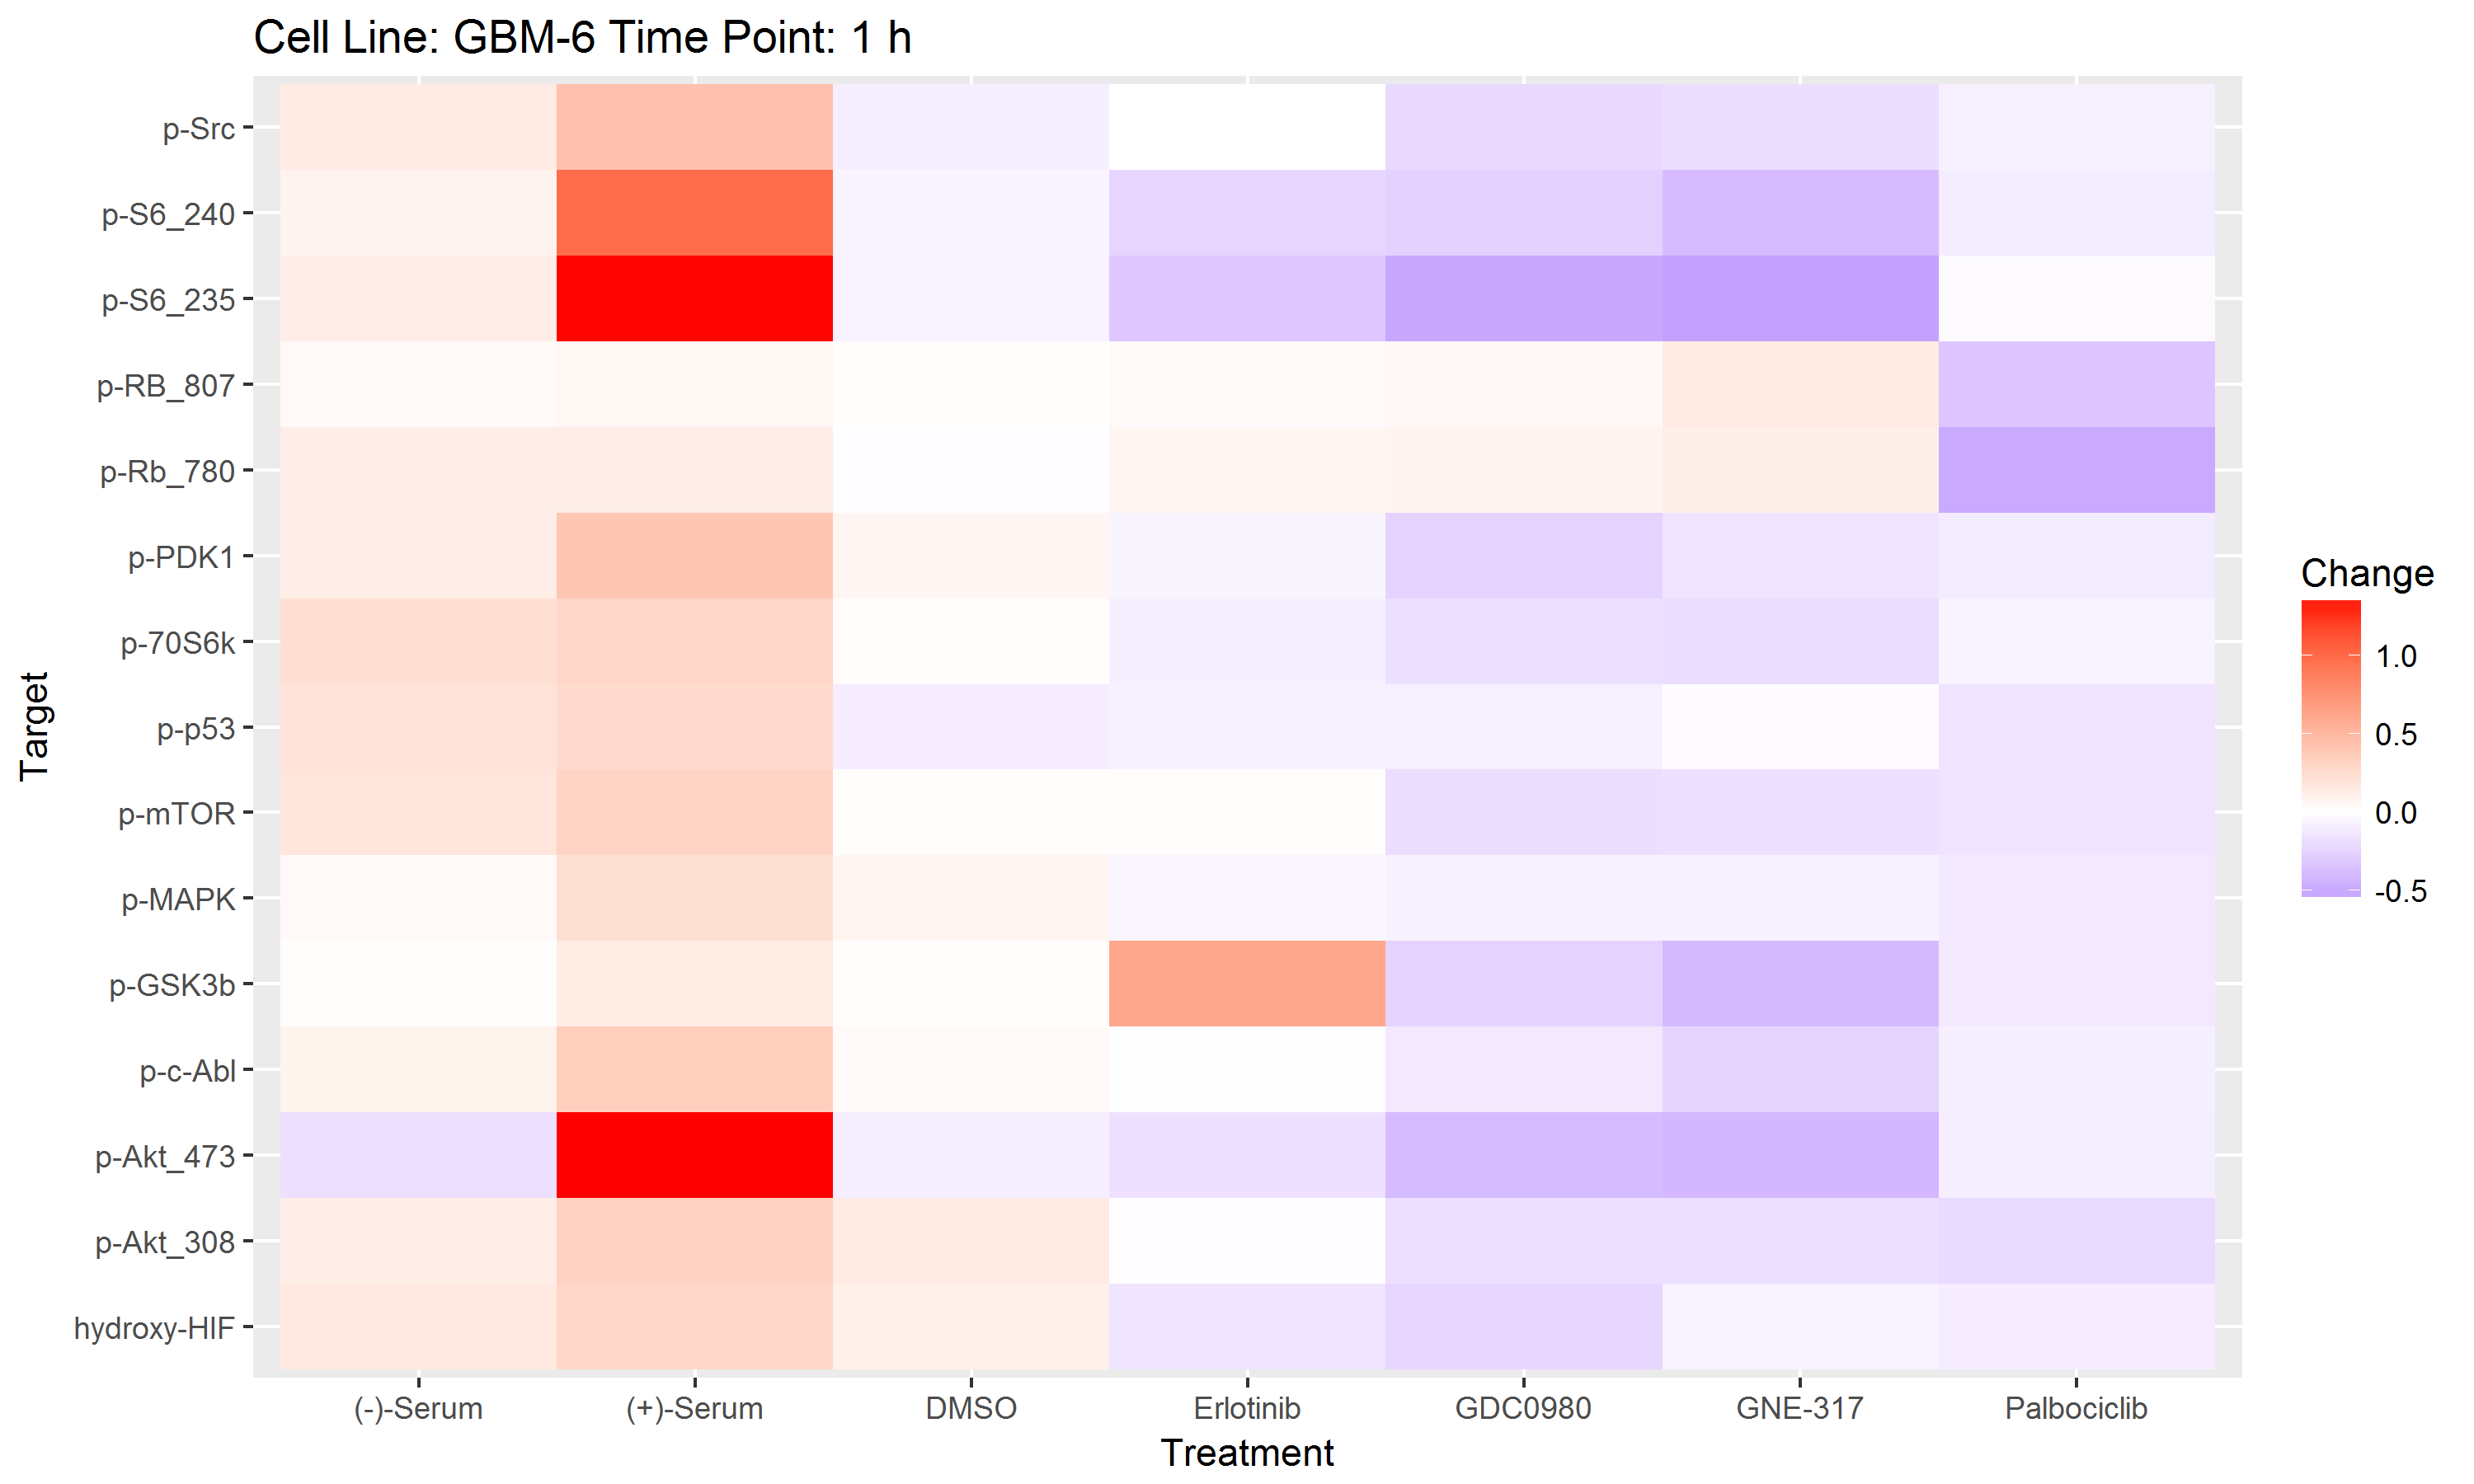 Cell Line: GBM-6 Time Point: 1 h
p-Src
p-S6_240
p-S6_235
p-RB_807
p-Rb_780
p-PDK1
p-70S6k
p-p53
p-mTOR
p-MAPK
p-GSK3b
p-c-Abl
p-Akt_473
p-Akt_308
hydroxy-HIF
Target
(-)-Serum (+)-Serum DMSO Erlotinib GDC0980 GNE-317 Palbociclib
Treatment
Change
1.0
0.5
0.0
-0.5